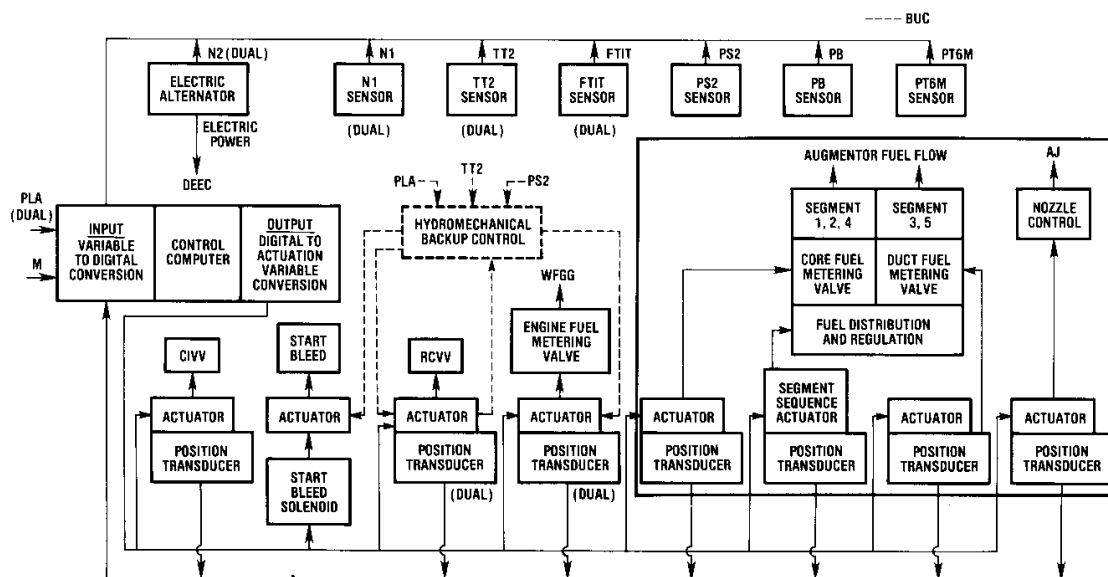 BUC
N2 (DUAL)
N1
TT2
FTIT
PS2
PB
PT6M
ELECTRIC
ALTERNATOR
N1
SENSOR
TT2
SENSOR
FTIT
SENSOR
PS2
SENSOR
PB
SENSOR
PT6M
SENSOR
(DUAL)
(DUAL)
(DUAL)
ELECTRIC
POWER
DEEC
PLA
(DUAL)
M
INPUT
VARIABLE
TO DIGITAL
CONVERSION
CONTROL
COMPUTER
OUTPUT
DIGITAL TO
ACTUATION
VARIABLE
CONVERSION
PLA
TT2
PS2
HYDROMECHANICAL
BACKUP CONTROL
AUGMENTOR FUEL FLOW
AJ
SEGMENT
1, 2, 4
SEGMENT
3, 5
NOZZLE
CONTROL
CORE FUEL
METERING
VALVE
DUCT FUEL
METERING
VALVE
FUEL DISTRIBUTION
AND REGULATION
WFGG
CIVV
START
BLEED
RCVV
ENGINE FUEL
METERING
VALVE
ACTUATOR
POSITION
TRANSDUCER
ACTUATOR
START
BLEED
SOLENOID
ACTUATOR
POSITION
TRANSDUCER
(DUAL)
ACTUATOR
POSITION
TRANSDUCER
(DUAL)
ACTUATOR
POSITION
TRANSDUCER
SEGMENT
SEQUENCE
ACTUATOR
POSITION
TRANSDUCER
ACTUATOR
POSITION
TRANSDUCER
ACTUATOR
POSITION
TRANSDUCER